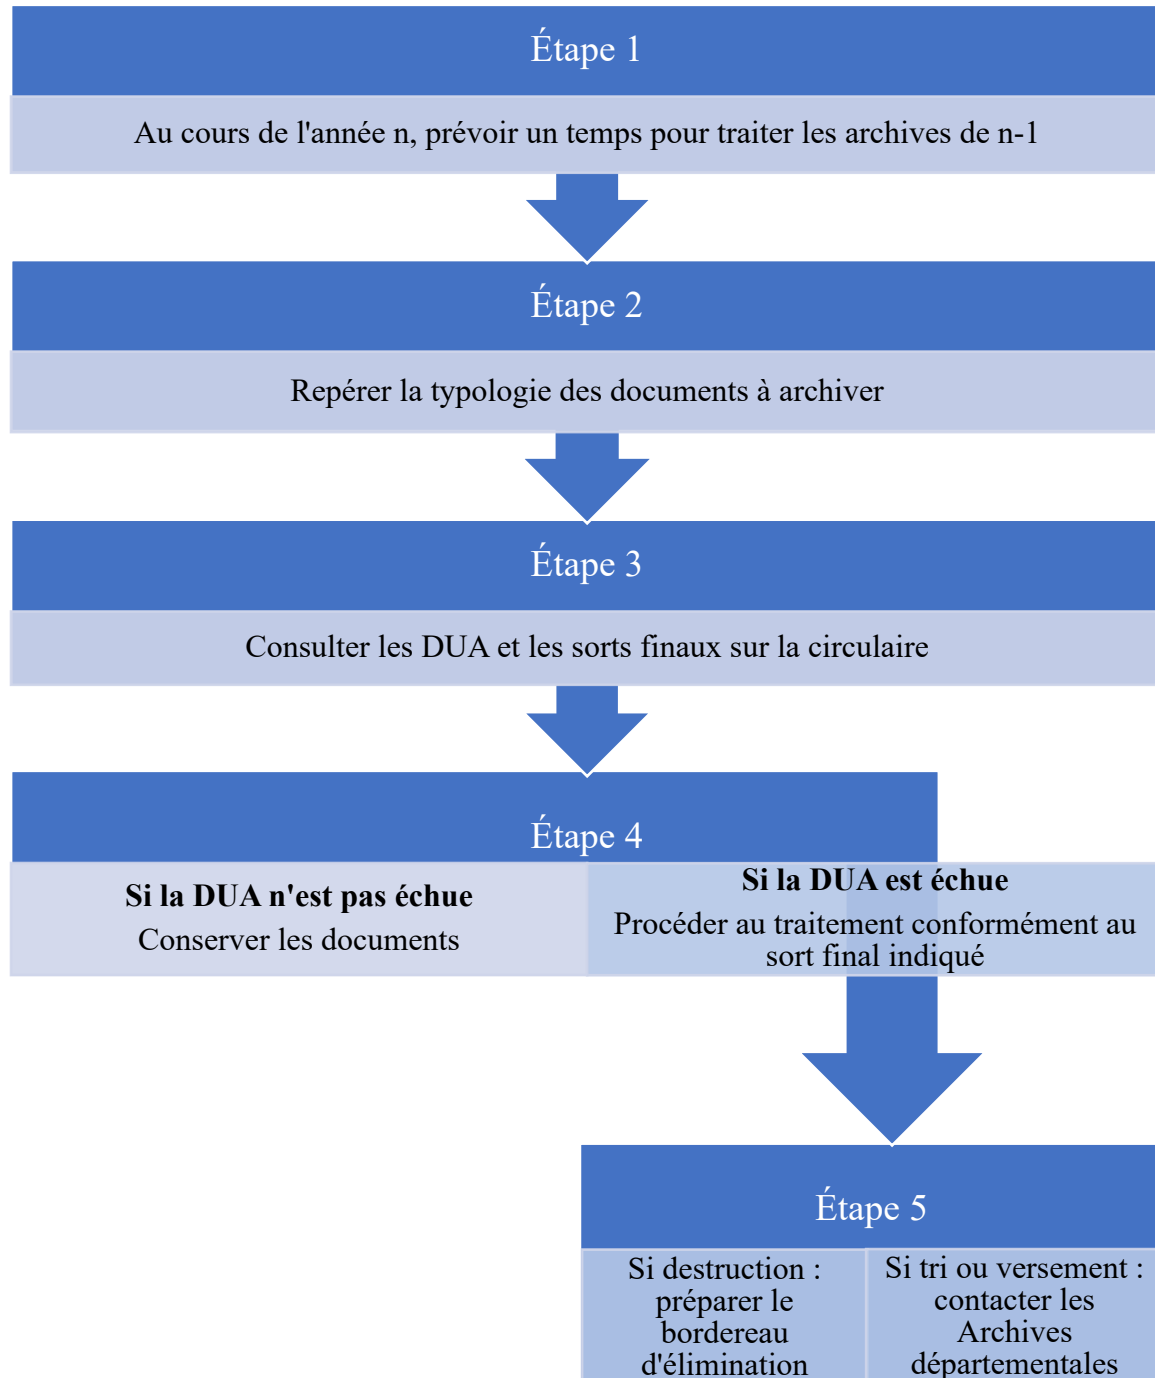 Étape 1
Au cours de l'année n, prévoir un temps pour traiter les archives de n-1
Étape 2
Repérer la typologie des documents à archiver
Étape 3
Consulter les DUA et les sorts finaux sur la circulaire
Étape 4
Si la DUA n'est pas échue
Conserver les documents
Si la DUA est échue
Procéder au traitement conformément au
sort final indiqué
Étape 5
Si destruction :
préparer le
bordereau
d'élimination
Si tri ou versement :
contacter les
Archives
départementales